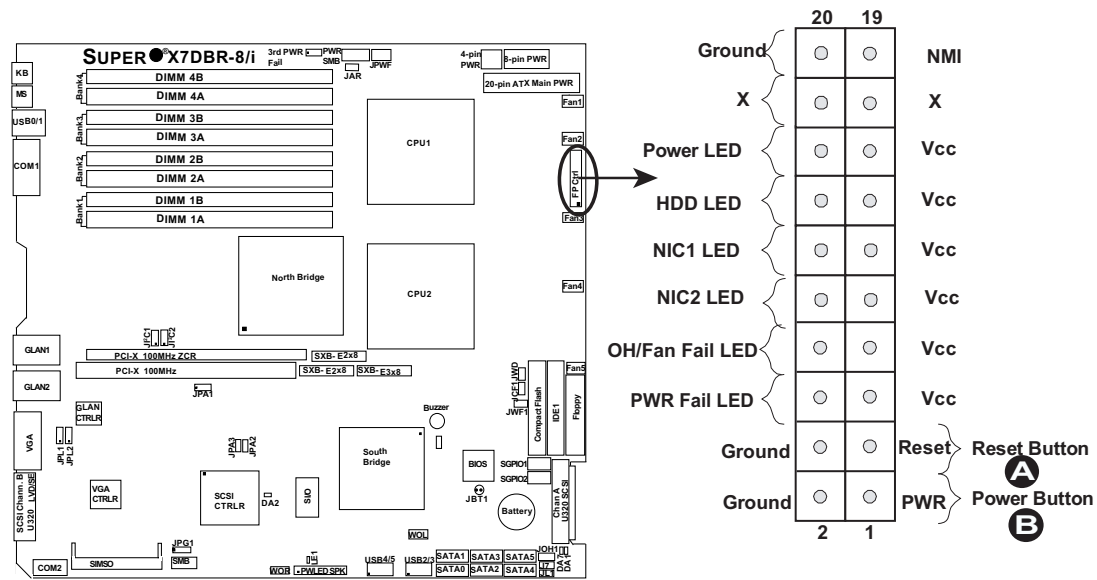 SUPER ® X7DBR-8/i
3rd PWR Fail
PWR SMB
JAR
JPWF
4-pin PWR
8-pin PWR
20-pin ATX Main PWR
KB
MS
USB0/1
COM1
Bank4
DIMM 4B
DIMM 4A
Bank3
DIMM 3B
DIMM 3A
Bank2
DIMM 2B
DIMM 2A
Bank1
DIMM 1B
DIMM 1A
CPU1
Fan1
Fan2
FP Ctrl
Fan3
North Bridge
CPU2
Fan4
JI2C1
JI2C2
GLAN1
PCI-X 100MHz ZCR
SXB- E2x8
PCI-X 100MHz
SXB- E2x8
SXB- E3x8
GLAN2
JPA1
JWD
JCF1
JWF1
Compact Flash
IDE1
Fan5
Floppy
GLAN CTRLR
Buzzer
VGA
JPL1
JPL2
JPA3
JPA2
South Bridge
BIOS
SGPIO1
SGPIO2
SCSI Chann. B
U320 LVD/SE
VGA CTRLR
SCSI CTRLR
DA2
SIO
JBT1
Battery
Chan A
U320 SCSI
WOL
JPG1
SIMSO
SMB
COM2
WOR
PWLED SPK
USB4/5
USB2/3
SATA1
SATA3
SATA5
SATA0
SATA2
SATA4
JOH1
J7
JL1
DA7
DA1
20 19
Ground NMI
X X
Power LED Vcc
HDD LED Vcc
NIC1 LED Vcc
NIC2 LED Vcc
OH/Fan Fail LED Vcc
PWR Fail LED Vcc
Ground Reset Reset Button
A
Ground PWR Power Button
B
2 1